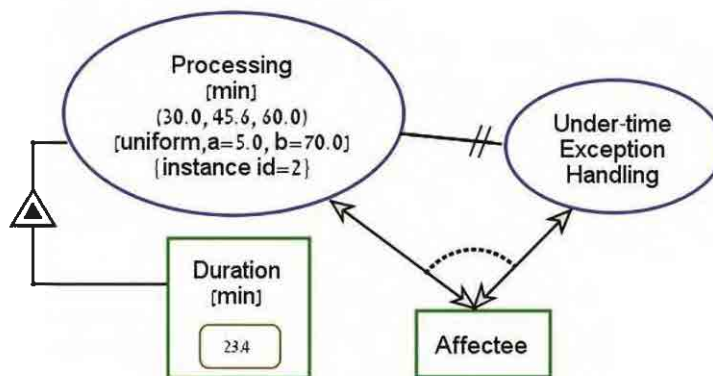 Processing
[min]
(30.0, 45.6, 60.0)
[uniform,a=5.0, b=70.0]
{instance id=2}
Under-time
Exception
Handling
Duration
[min]
23.4
Affectee